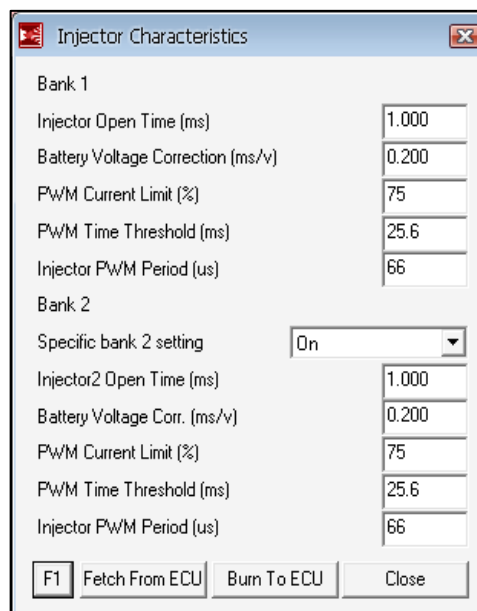 Injector Characteristics
Bank 1
Injector Open Time (ms) 1.000
Battery Voltage Correction (ms/v) 0.200
PWM Current Limit (%) 75
PWM Time Threshold (ms) 25.6
Injector PWM Period (us) 66
Bank 2
Specific bank 2 setting On
Injector2 Open Time (ms) 1.000
Battery Voltage Corr. (ms/v) 0.200
PWM Current Limit (%) 75
PWM Time Threshold (ms) 25.6
Injector PWM Period (us) 66
F1 Fetch From ECU Burn To ECU Close